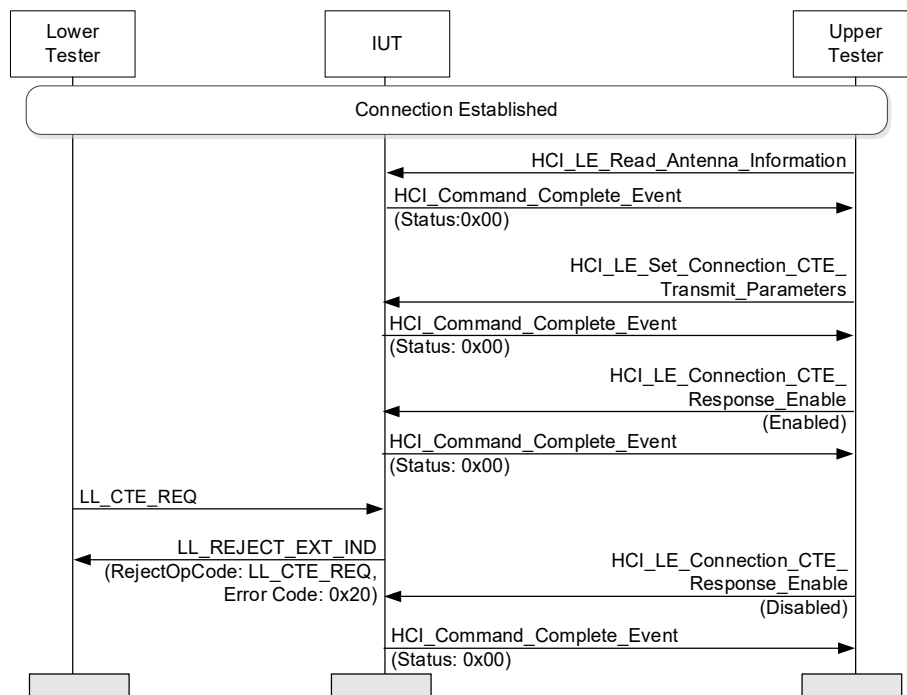 Lower
Tester
IUT
Upper
Tester
Connection Established
HCI_LE_Read_Antenna_Information
HCI_Command_Complete_Event
(Status:0x00)
HCI_LE_Set_Connection_CTE_
Transmit_Parameters
HCI_Command_Complete_Event
(Status: 0x00)
HCI_LE_Connection_CTE_
Response_Enable
(Enabled)
HCI_Command_Complete_Event
(Status: 0x00)
LL_CTE_REQ
LL_REJECT_EXT_IND
(RejectOpCode: LL_CTE_REQ,
Error Code: 0x20)
HCI_LE_Connection_CTE_
Response_Enable
(Disabled)
HCI_Command_Complete_Event
(Status: 0x00)